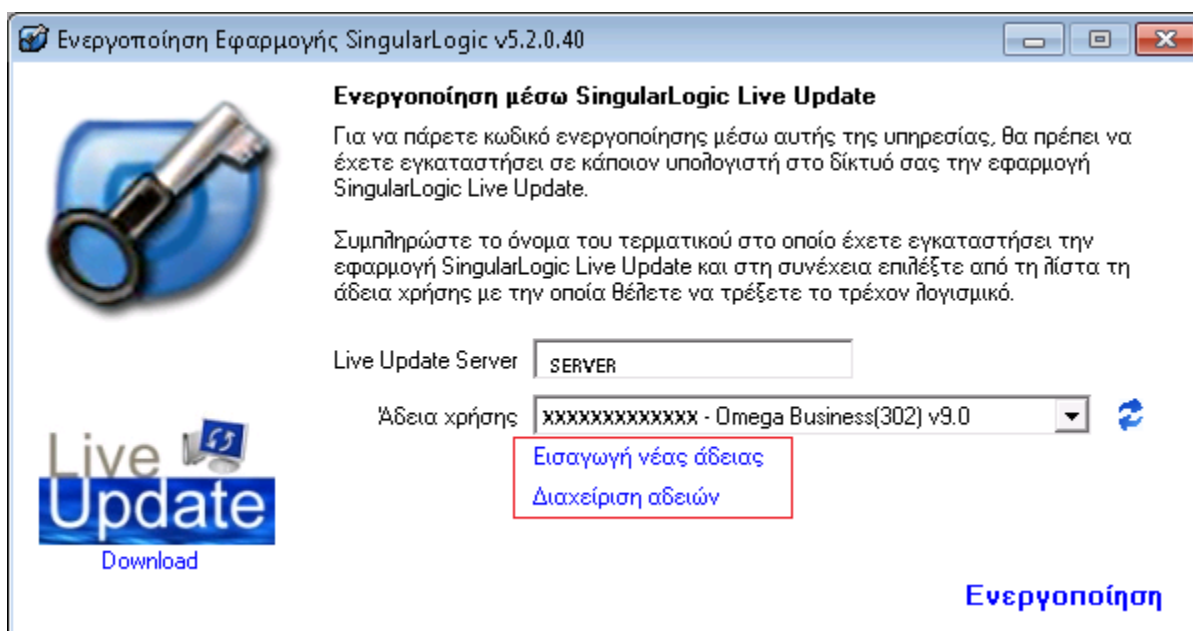 Ενεργοποίηση Εφαρμογής SingularLogic v5.2.0.40
Ενεργοποίηση μέσω SingularLogic Live Update
Για να πάρετε κωδικό ενεργοποίησης μέσω αυτής της υπηρεσίας, θα πρέπει να
έχετε εγκαταστήσει σε κάποιον υπολογιστή στο δίκτυό σας την εφαρμογή
SingularLogic Live Update.
Συμπληρώστε το όνομα του τερματικού στο οποίο έχετε εγκαταστήσει την
εφαρμογή SingularLogic Live Update και στη συνέχεια επιλέξτε από τη λίστα τη
άδεια χρήσης με την οποία θέλετε να τρέξετε το τρέχον λογισμικό.
Live Update Server SERVER
Άδεια χρήσης XXXXXXXXXXXXX - Omega Business(302) v9.0
Εισαγωγή νέας άδειας
Διαχείριση αδειών
Live
Update
Download
Ενεργοποίηση